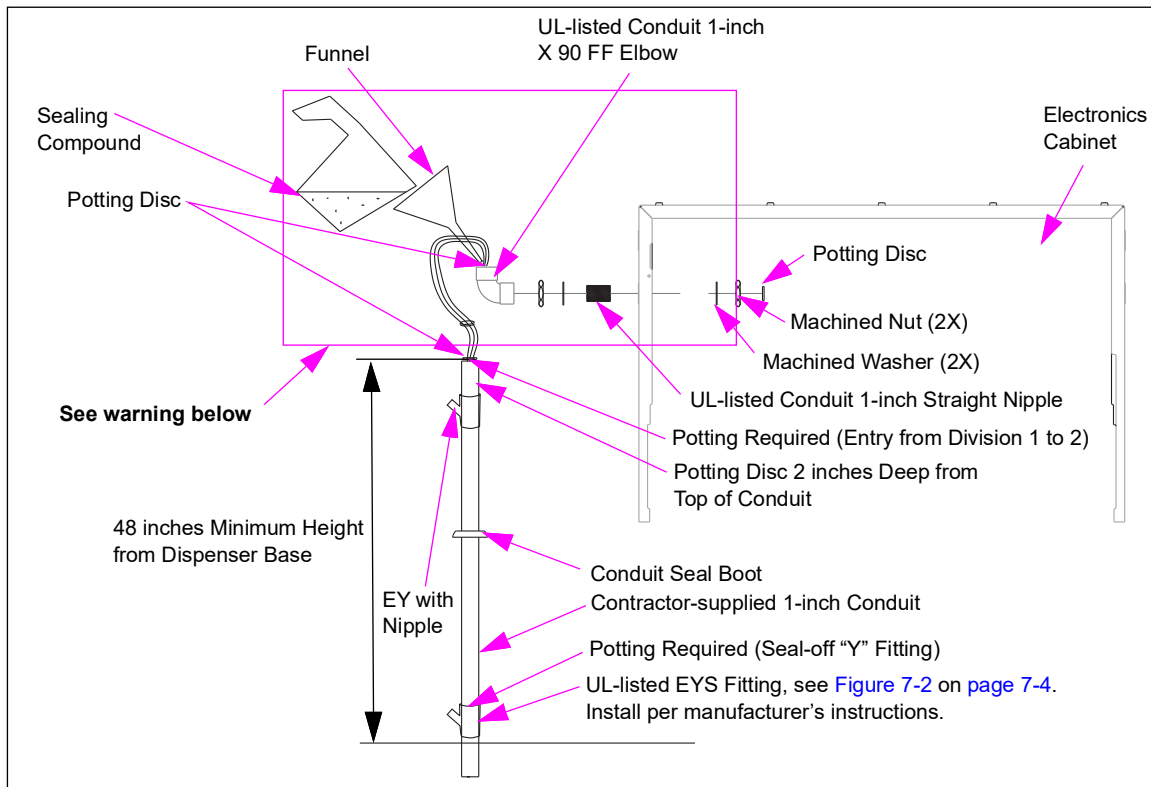 UL-listed Conduit 1-inch
X 90 FF Elbow
Funnel
Sealing
Compound
Electronics
Cabinet
Potting Disc
Potting Disc
Machined Nut (2X)
Machined Washer (2X)
UL-listed Conduit 1-inch Straight Nipple
See warning below
Potting Required (Entry from Division 1 to 2)
Potting Disc 2 inches Deep from
Top of Conduit
48 inches Minimum Height
from Dispenser Base
EY with
Nipple
Conduit Seal Boot
Contractor-supplied 1-inch Conduit
Potting Required (Seal-off “Y” Fitting)
UL-listed EYS Fitting, see Figure 7-2 on page 7-4.
Install per manufacturer’s instructions.